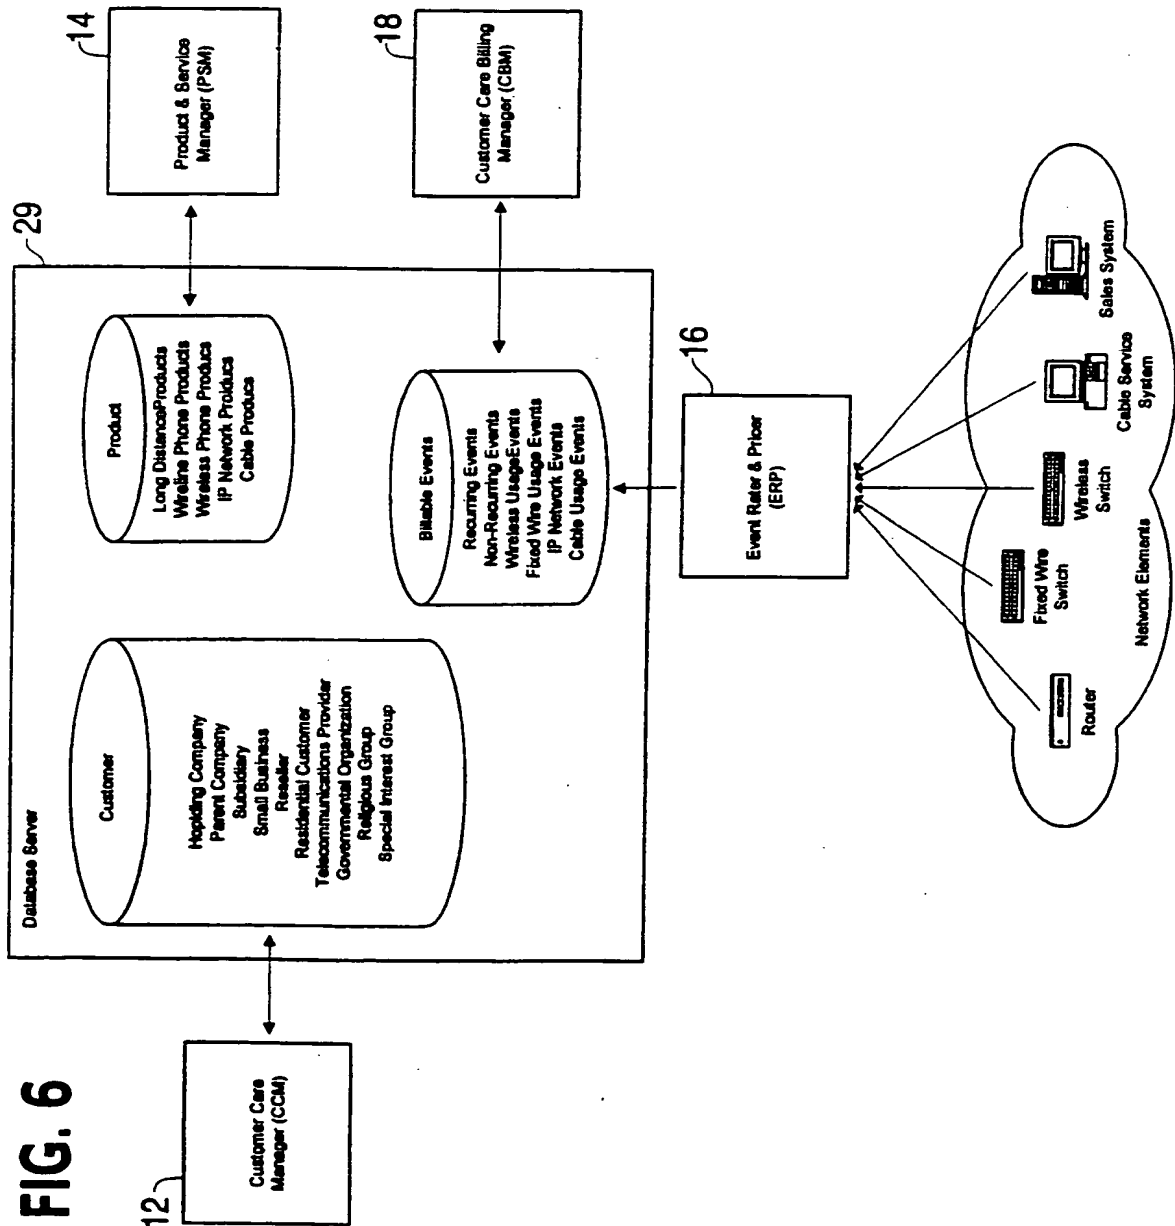 FIG. 6
Database Server
29
12
Customer Care
Manager (CCM)
Customer
Hoplding Company
Parent Company
Subsidiary
Small Business
Reseller
Residential Customer
Telecommunications Provider
Governmental Organization
Religious Group
Special Interest Group
Product
Long DistanceProducts
Wireline Phone Products
Wireless Phone Producs
IP Network Prolducs
Cable Producs
14
Product & Service
Manager (PSM)
Billable Events
Recurring Events
Non-Recurring Events
Wireless UsageEvents
Fixed Wire Usage Events
IP Network Events
Cable Usage Events
18
Customer Care Billing
Manager (CBM)
16
Event Rater & Pricer
(ERP)
Router
Fixed Wire
Switch
Wireless
Switch
Cable Service
System
Sales System
Network Elements